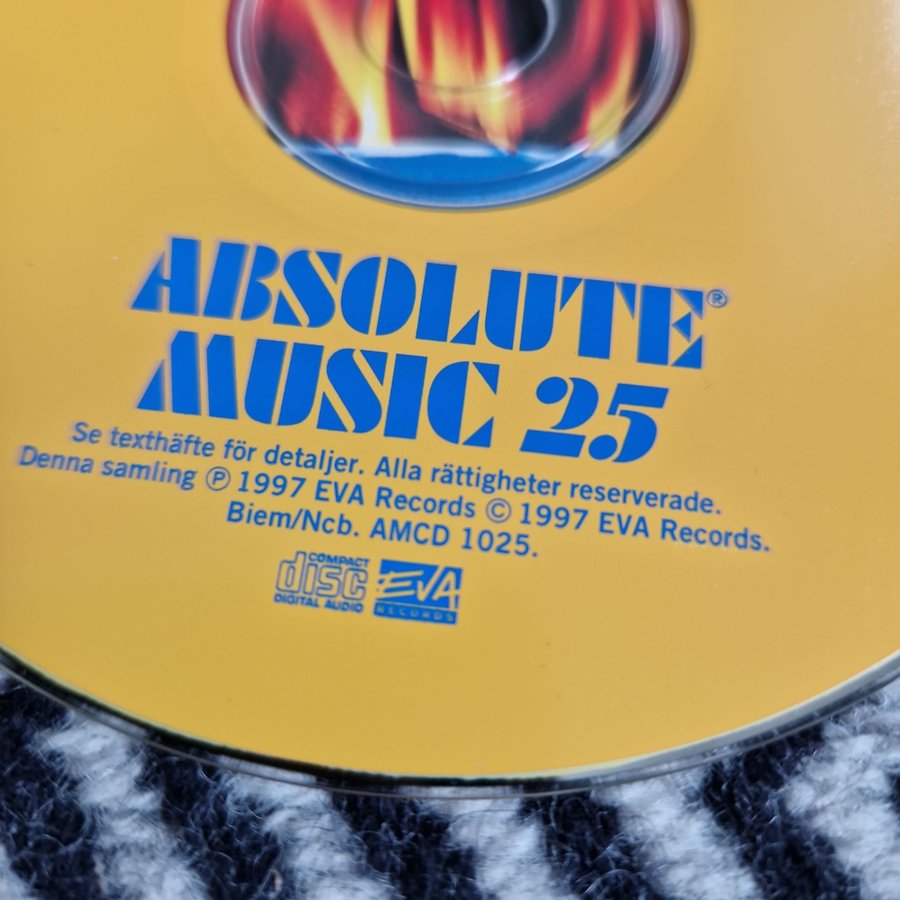 ABSOLUTE®
MUSIC 25
Se texthäfte för detaljer. Alla rättigheter reserverade.
Denna samling ℗ 1997 EVA Records © 1997 EVA Records.
Biem/Ncb. AMCD 1025.
COMPACT
disc
DIGITAL AUDIO
EVA
RECORDS